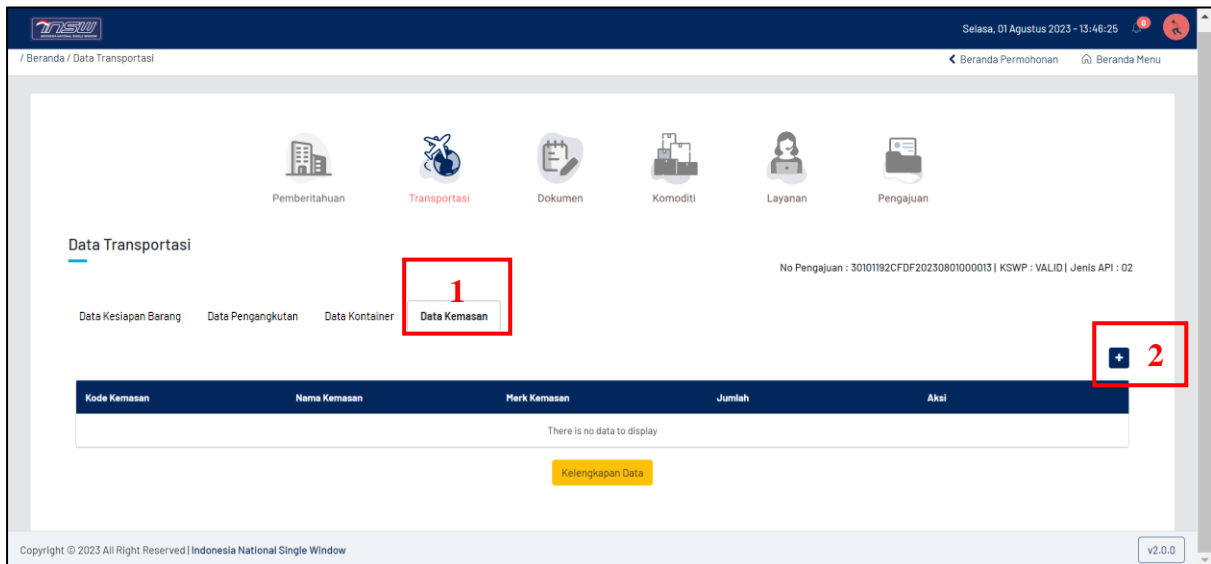 INSW
Selasa, 01 Agustus 2023 - 13:46:25
0
/ Beranda / Data Transportasi
Beranda Permohonan
Beranda Menu
Pemberitahuan
Transportasi
Dokumen
Komoditi
Layanan
Pengajuan
Data Transportasi
No Pengajuan : 30101192CFDF20230801000013 | KSWP : VALID | Jenis API : 02
1
Data Kesiapan Barang
Data Pengangkutan
Data Kontainer
Data Kemasan
+
2
Kode Kemasan
Nama Kemasan
Merk Kemasan
Jumlah
Aksi
There is no data to display
Kelengkapan Data
Copyright © 2023 All Right Reserved | Indonesia National Single Window
v2.0.0